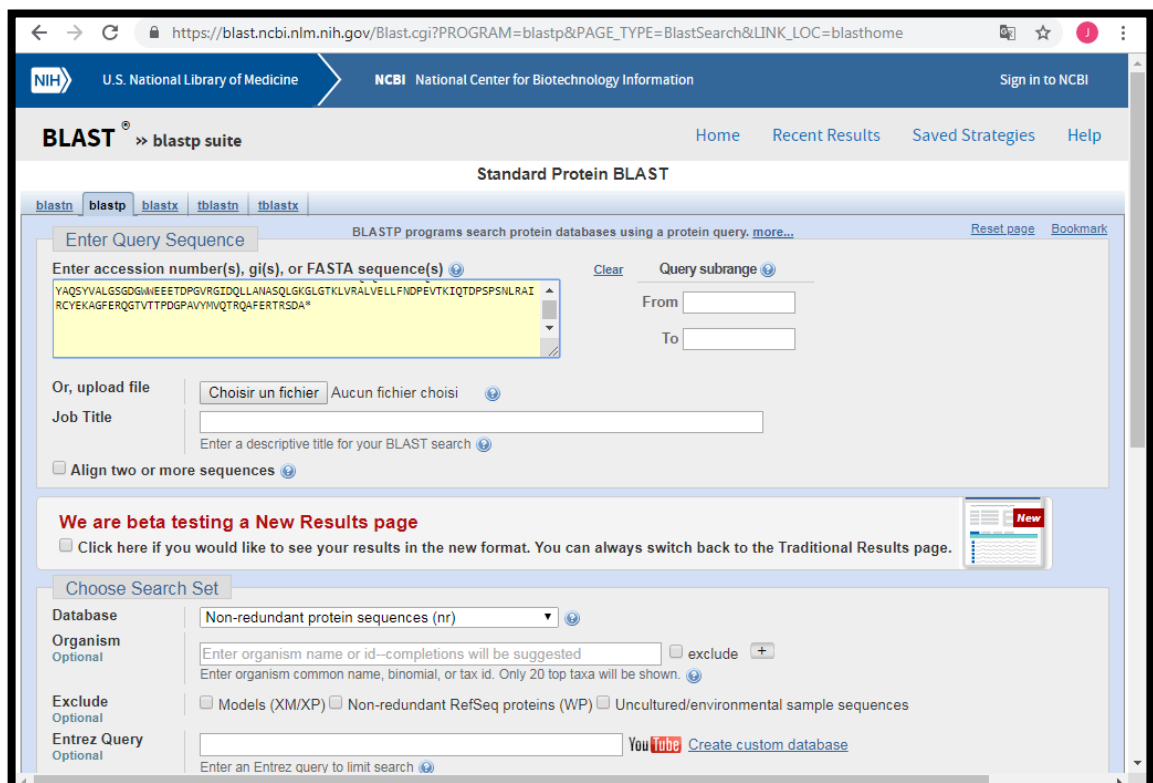 https://blast.ncbi.nlm.nih.gov/Blast.cgi?PROGRAM=blastp&PAGE_TYPE=BlastSearch&LINK_LOC=blasthome J
NIH U.S. National Library of Medicine NCBI National Center for Biotechnology Information Sign in to NCBI
BLAST ® » blastp suite Home Recent Results Saved Strategies Help
Standard Protein BLAST
blastn blastp blastx tblastn tblastx
Enter Query Sequence BLASTP programs search protein databases using a protein query. more... Reset page Bookmark
Enter accession number(s), gi(s), or FASTA sequence(s) Clear Query subrange
YAQSYVALGSGDGWWEEETDPGVRGIDQLLANASQLGKGLGTKLVRALVELLFNDPEVTKIQTDPSPSNLRAI
RCYEKAGFERQGTVTTPDGPAVYMVQTRQAFERTRSDA*
From
To
Or, upload file Choisir un fichier Aucun fichier choisi
Job Title
Enter a descriptive title for your BLAST search
Align two or more sequences
We are beta testing a New Results page New
Click here if you would like to see your results in the new format. You can always switch back to the Traditional Results page.
Choose Search Set
Database Non-redundant protein sequences (nr)
Organism
Optional
Enter organism name or id--completions will be suggested exclude +
Enter organism common name, binomial, or tax id. Only 20 top taxa will be shown.
Exclude Models (XM/XP) Non-redundant RefSeq proteins (WP) Uncultured/environmental sample sequences
Optional
Entrez Query YouTube Create custom database
Optional
Enter an Entrez query to limit search